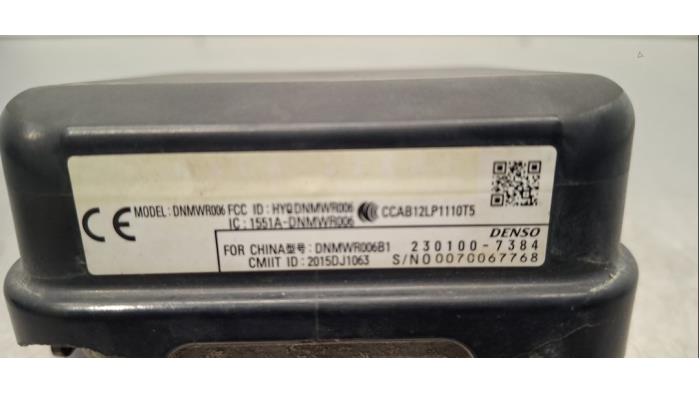 CE MODEL: DNMWR006 FCC ID : HYQDNMWR006 CCAB12LP1110T5
IC : 1551A-DNMWR006
DENSO
FOR CHINA型号: DNMWR006B1 230100-7384
CMIIT ID : 2015DJ1063 S/N 0070067768